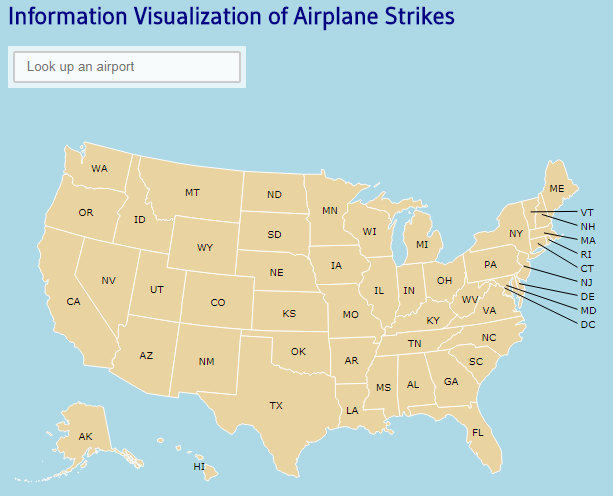 Information Visualization of Airplane Strikes
Look up an airport
WA
MT
ND
MN
ME
OR
ID
SD
WI
MI
NY
VT
NH
MA
RI
CT
NJ
DE
MD
DC
WY
IA
PA
NV
UT
CO
NE
IL
IN
OH
CA
KS
MO
WV
VA
KY
AZ
NM
OK
AR
TN
NC
SC
TX
MS
AL
GA
LA
FL
AK
HI